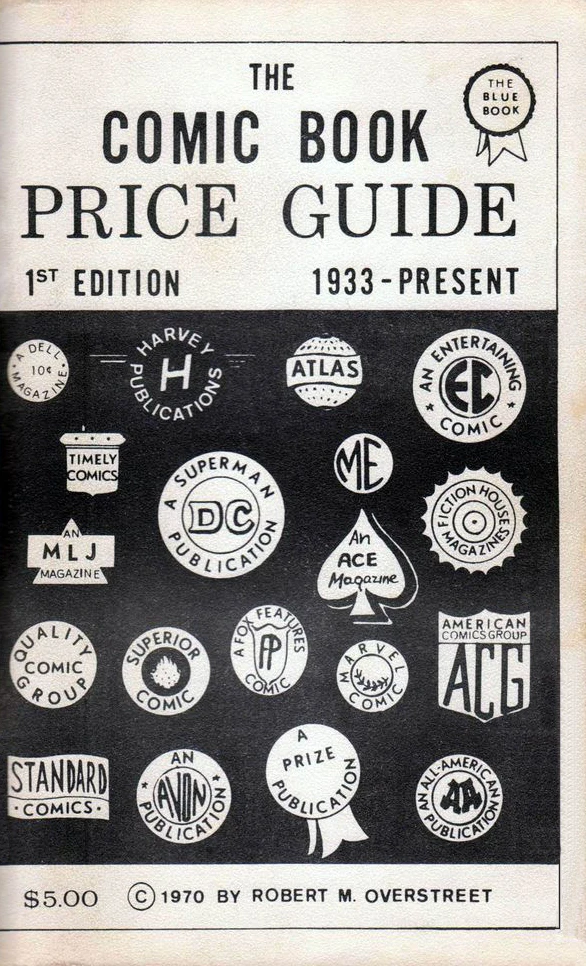 THE
COMIC BOOK
PRICE GUIDE
THE
BLUE
BOOK
1ST EDITION 1933-PRESENT
A DELL
10¢
MAGAZINE
HARVEY
H
PUBLICATIONS
ATLAS
AN ENTERTAINING
EC
COMIC
TIMELY
COMICS
A SUPERMAN
DC
PUBLICATION
ME
FICTION HOUSE
MAGAZINES
AN
MLJ
MAGAZINE
An
ACE
Magazine
QUALITY
COMIC
GROUP
SUPERIOR
COMIC
A FOX FEATURES
FP
COMIC
MARVEL
COMIC
AMERICAN
COMICS GROUP
ACG
STANDARD
COMICS
AN
AVON
PUBLICATION
A
PRIZE
PUBLICATION
AN ALL-AMERICAN
AA
PUBLICATION
$5.00 © 1970 BY ROBERT M. OVERSTREET